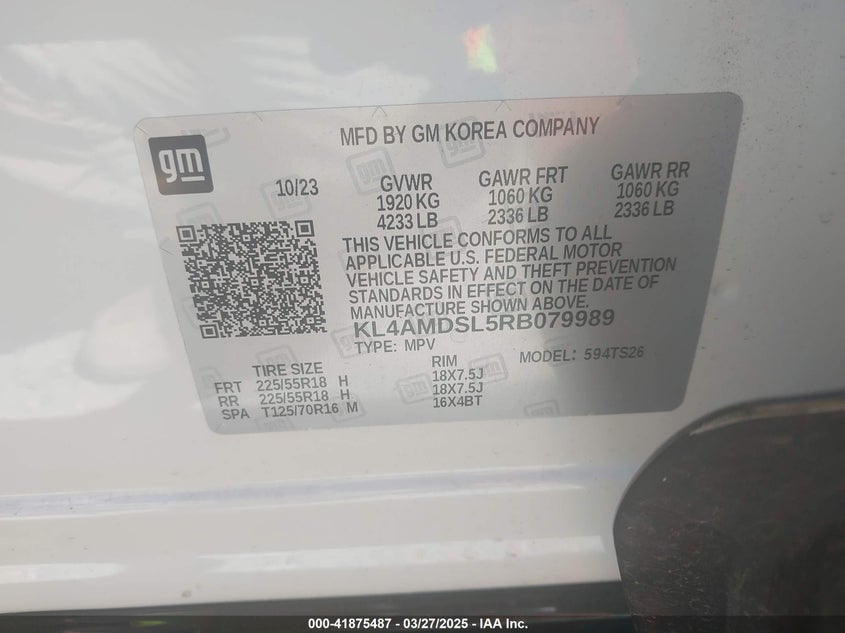 MFD BY GM KOREA COMPANY
gm
10/23
GVWR
1920 KG
4233 LB
GAWR FRT
1060 KG
2336 LB
GAWR RR
1060 KG
2336 LB
THIS VEHICLE CONFORMS TO ALL
APPLICABLE U.S. FEDERAL MOTOR
VEHICLE SAFETY AND THEFT PREVENTION
STANDARDS IN EFFECT ON THE DATE OF
MANUFACTURE SHOWN ABOVE.
KL4AMDSL5RB079989
TYPE: MPV
MODEL: 594TS26
TIRE SIZE RIM
FRT 225/55R18 H 18X7.5J
RR 225/55R18 H 18X7.5J
SPA T125/70R16 M 16X4BT
000-41875487 — 03/27/2025 — IAA Inc.